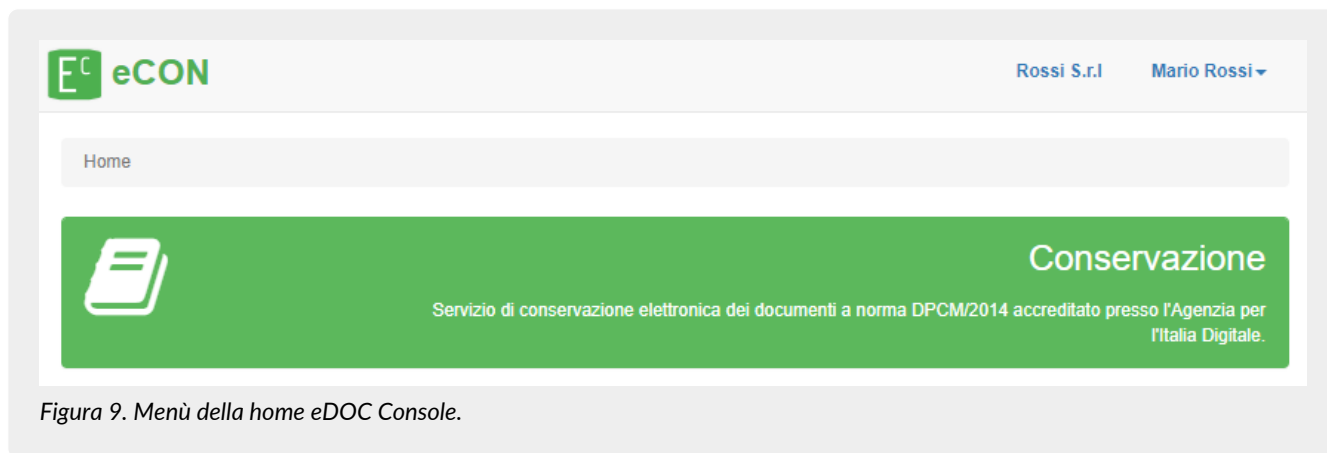 EC eCON
Rossi S.r.l Mario Rossi
Home
Conservazione
Servizio di conservazione elettronica dei documenti a norma DPCM/2014 accreditato presso l'Agenzia per
l'Italia Digitale.
Figura 9. Menù della home eDOC Console.